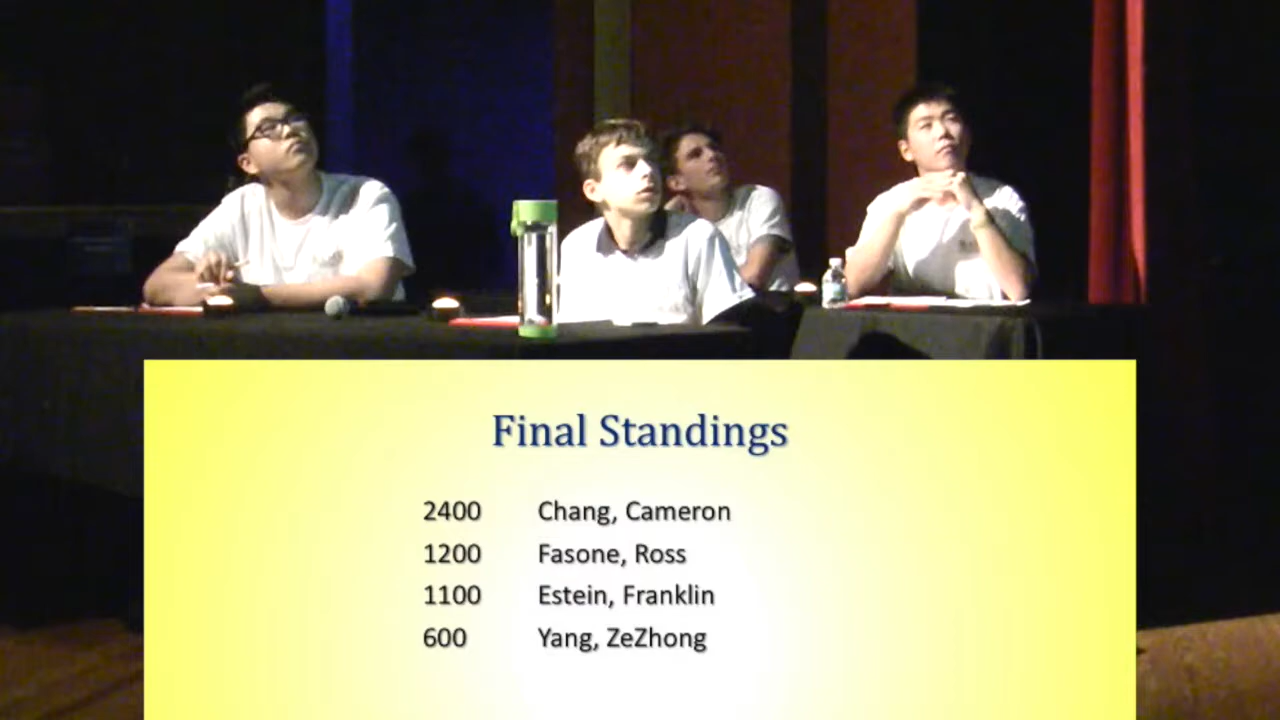 Final Standings
2400 Chang, Cameron
1200 Fasone, Ross
1100 Estein, Franklin
600 Yang, ZeZhong